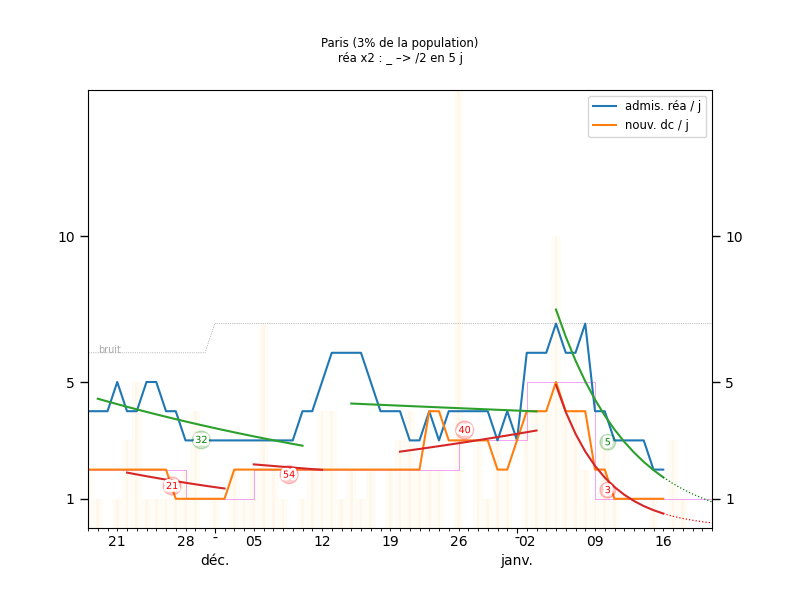 Paris (3% de la population)
réa x2 : _ –> /2 en 5 j
admis. réa / j
nouv. dc / j
10 10
bruit
5 5
32 40 5
54
21 3
1 1
21 28 - 05 12 19 26 - 02 09 16
déc. janv.